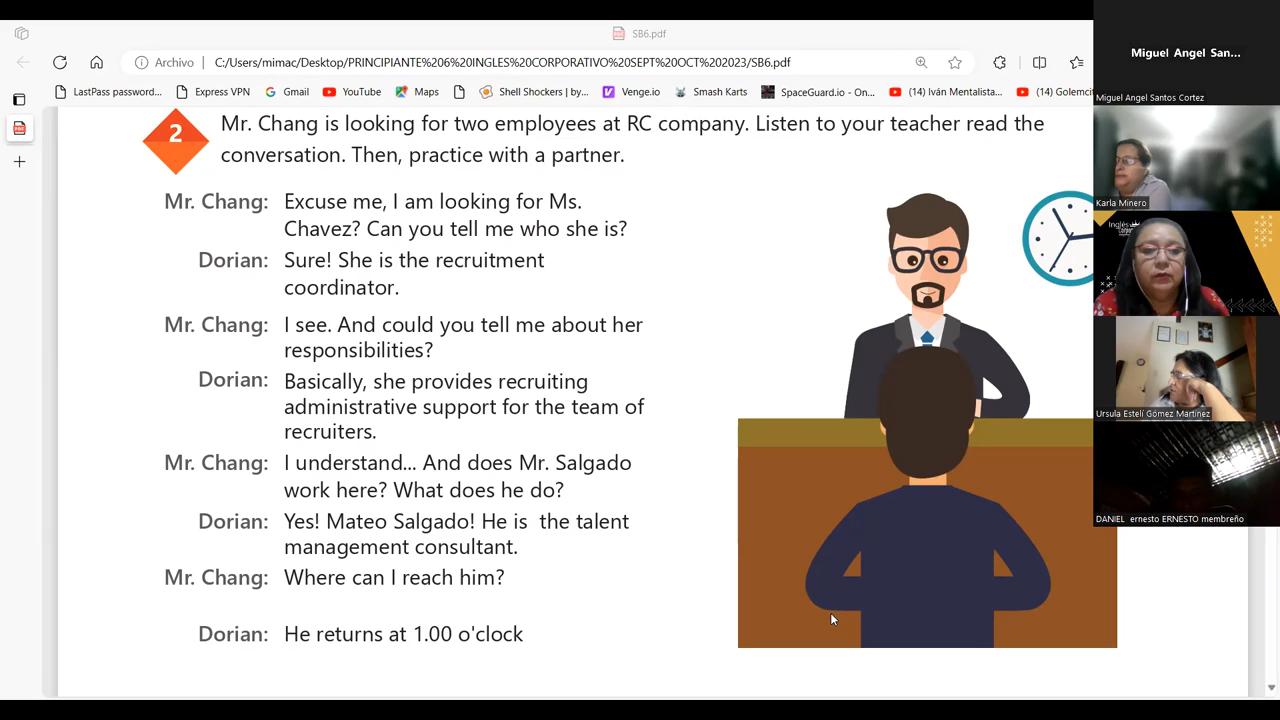 SB6.pdf
Archivo
C:/Users/mimac/Desktop/PRINCIPIANTE%206%20INGLES%20CORPORATIVO%20SEPT%20OCT%202023/SB6.pdf
LastPass password...
Express VPN
Gmail
YouTube
Maps
Shell Shockers | by...
Venge.io
Smash Karts
SpaceGuard.io - On...
(14) Iván Mentalista...
(14) Golemcit
2
Mr. Chang is looking for two employees at RC company. Listen to your teacher read the
conversation. Then, practice with a partner.
Mr. Chang: Excuse me, I am looking for Ms.
Chavez? Can you tell me who she is?
Dorian: Sure! She is the recruitment
coordinator.
Mr. Chang: I see. And could you tell me about her
responsibilities?
Dorian: Basically, she provides recruiting
administrative support for the team of
recruiters.
Mr. Chang: I understand... And does Mr. Salgado
work here? What does he do?
Dorian: Yes! Mateo Salgado! He is the talent
management consultant.
Mr. Chang: Where can I reach him?
Dorian: He returns at 1.00 o'clock
Miguel Angel San...
Miguel Angel Santos Cortez
Karla Minero
Inglés
Ursula Estelí Gómez Martínez
DANIEL ernesto ERNESTO membreño